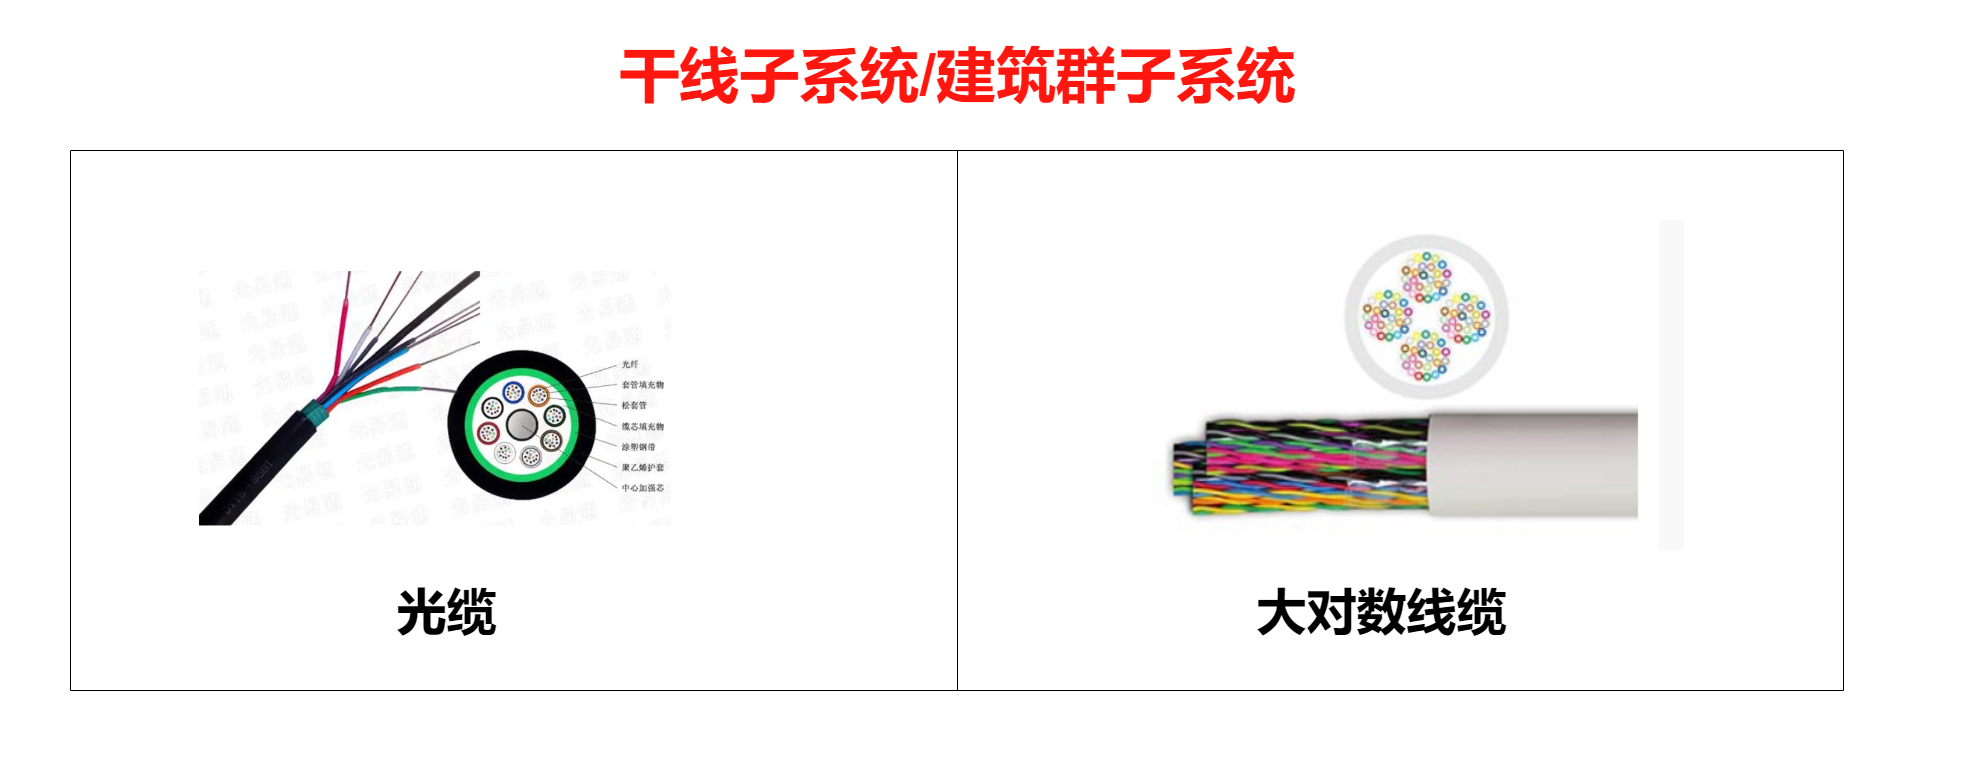 干线子系统/建筑群子系统
光纤
套管填充物
松套管
缆芯填充物
涂塑钢带
聚乙烯护套
中心加强芯
光缆
大对数线缆